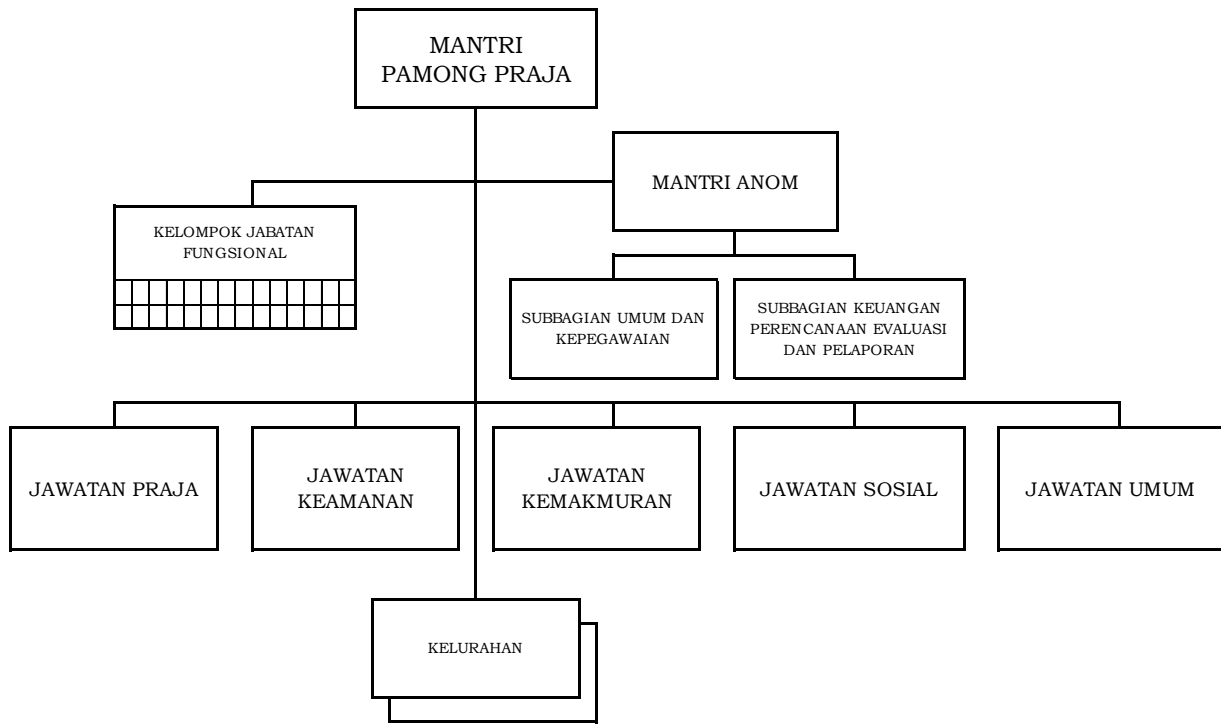 MANTRI
PAMONG PRAJA
MANTRI ANOM
KELOMPOK JABATAN
FUNGSIONAL
SUBBAGIAN UMUM DAN
KEPEGAWAIAN
SUBBAGIAN KEUANGAN
PERENCANAAN EVALUASI
DAN PELAPORAN
JAWATAN PRAJA
JAWATAN
KEAMANAN
JAWATAN
KEMAKMURAN
JAWATAN SOSIAL
JAWATAN UMUM
KELURAHAN